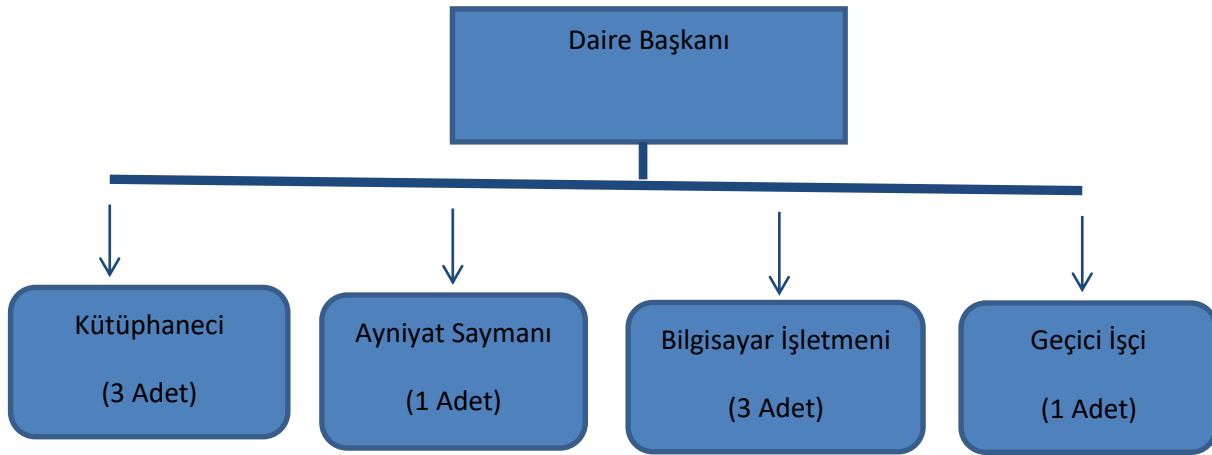 Daire Başkanı
Kütüphaneci
(3 Adet)
Ayniyat Saymanı
(1 Adet)
Bilgisayar İşletmeni
(3 Adet)
Geçici İşçi
(1 Adet)